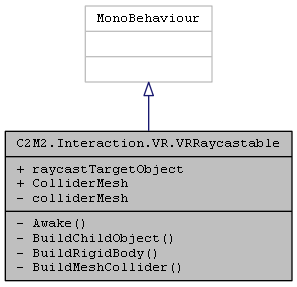 MonoBehaviour
C2M2.Interaction.VR.VRRaycastable
+ raycastTargetObject
+ ColliderMesh
- colliderMesh
- Awake()
- BuildChildObject()
- BuildRigidBody()
- BuildMeshCollider()